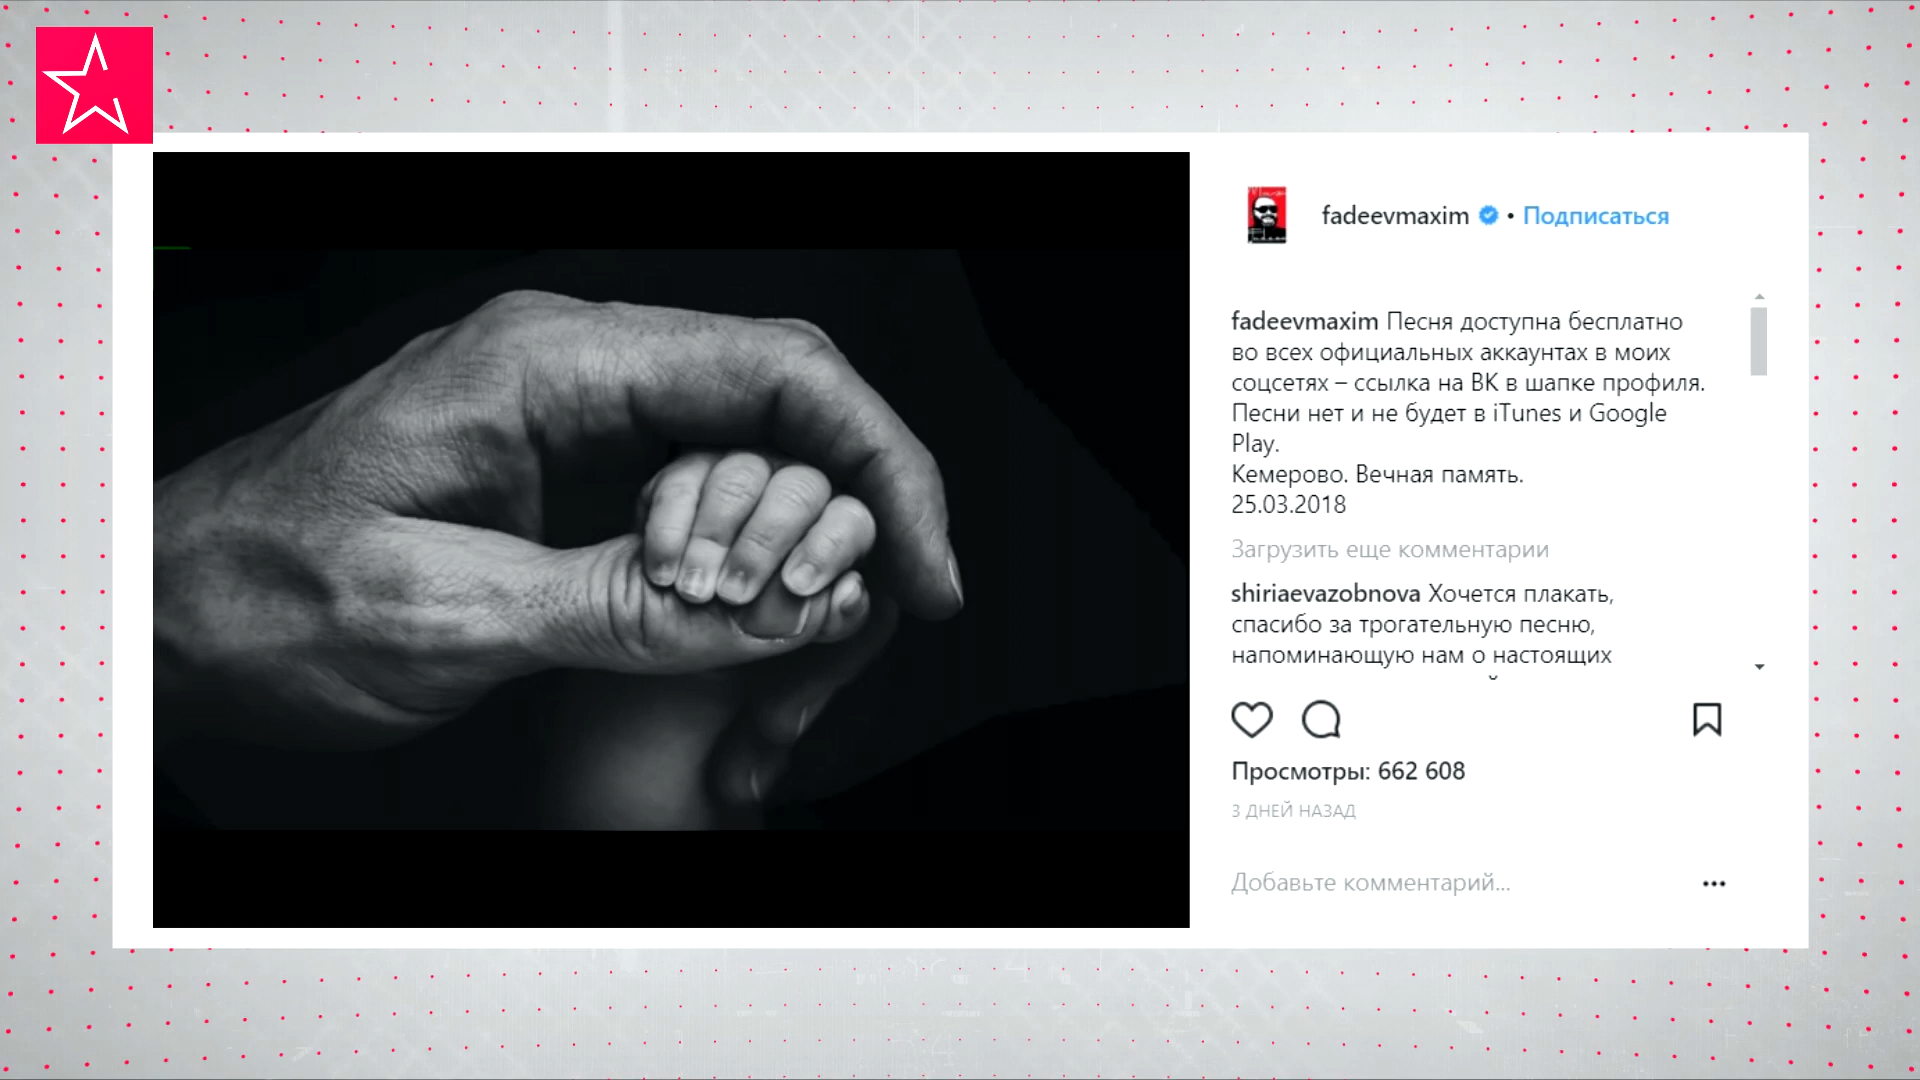 fadeevmaxim • Подписаться
fadeevmaxim Песня доступна бесплатно
во всех официальных аккаунтах в моих
соцсетях – ссылка на ВК в шапке профиля.
Песни нет и не будет в iTunes и Google
Play.
Кемерово. Вечная память.
25.03.2018
Загрузить еще комментарии
shiriaevazobnova Хочется плакать,
спасибо за трогательную песню,
напоминающую нам о настоящих
Просмотры: 662 608
3 ДНЕЙ НАЗАД
Добавьте комментарий...